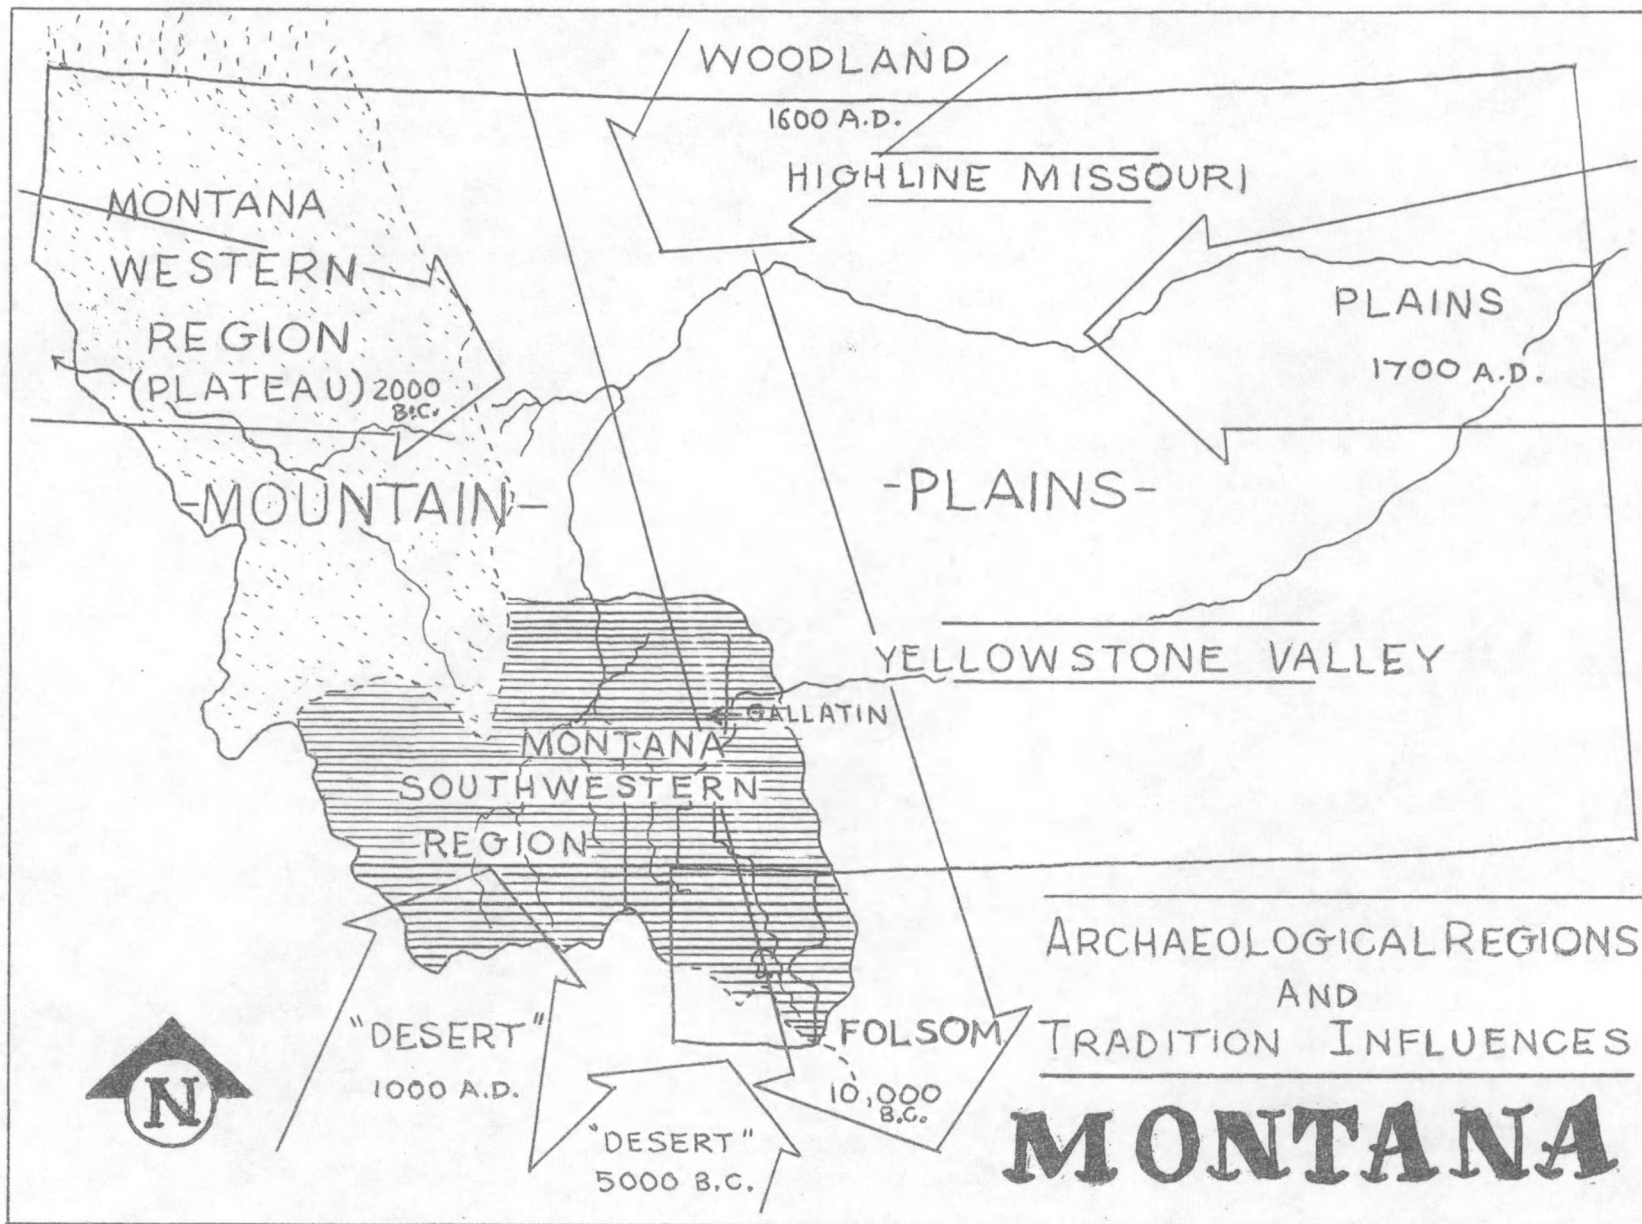 WOODLAND
1600 A.D.
HIGHLINE MISSOURI
MONTANA
WESTERN
REGION
(PLATEAU) 2000
B.C.
PLAINS
1700 A.D.
-MOUNTAIN-
-PLAINS-
YELLOWSTONE VALLEY
GALLATIN
MONTANA
SOUTHWESTERN
REGION
"DESERT"
1000 A.D.
"DESERT"
5000 B.C.
FOLSOM
10,000
B.C.
N
ARCHAEOLOGICAL REGIONS
AND
TRADITION INFLUENCES
MONTANA